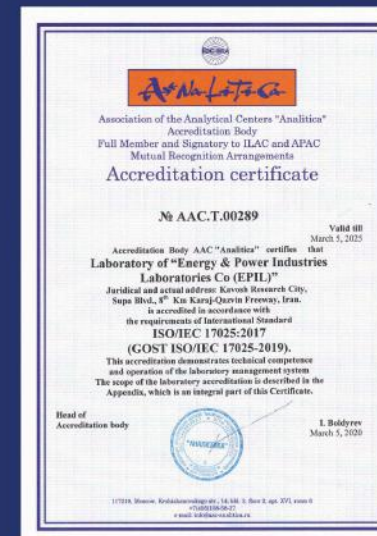 AnaLiTiCa
Association of the Analytical Centers "Analitica"
Accreditation Body
Full Member and Signatory to ILAC and APAC
Mutual Recognition Arrangements
Accreditation certificate
№ AAC.T.00289
Valid till
March 5, 2025
Accreditation Body AAC "Analitica" certifies that
Laboratory of "Energy & Power Industries
Laboratories Co (EPIL)"
Juridical and actual address: Kavosh Research City,
Supa Blvd., 8th Km Karaj-Qazvin Freeway, Iran.
is accredited in accordance with
the requirements of International Standard
ISO/IEC 17025:2017
(GOST ISO/IEC 17025-2019).
This accreditation demonstrates technical competence
and operation of the laboratory management system
The scope of the laboratory accreditation is described in the
Appendix, which is an integral part of this Certificate.
Head of
Accreditation body
I. Boldyrev
March 5, 2020